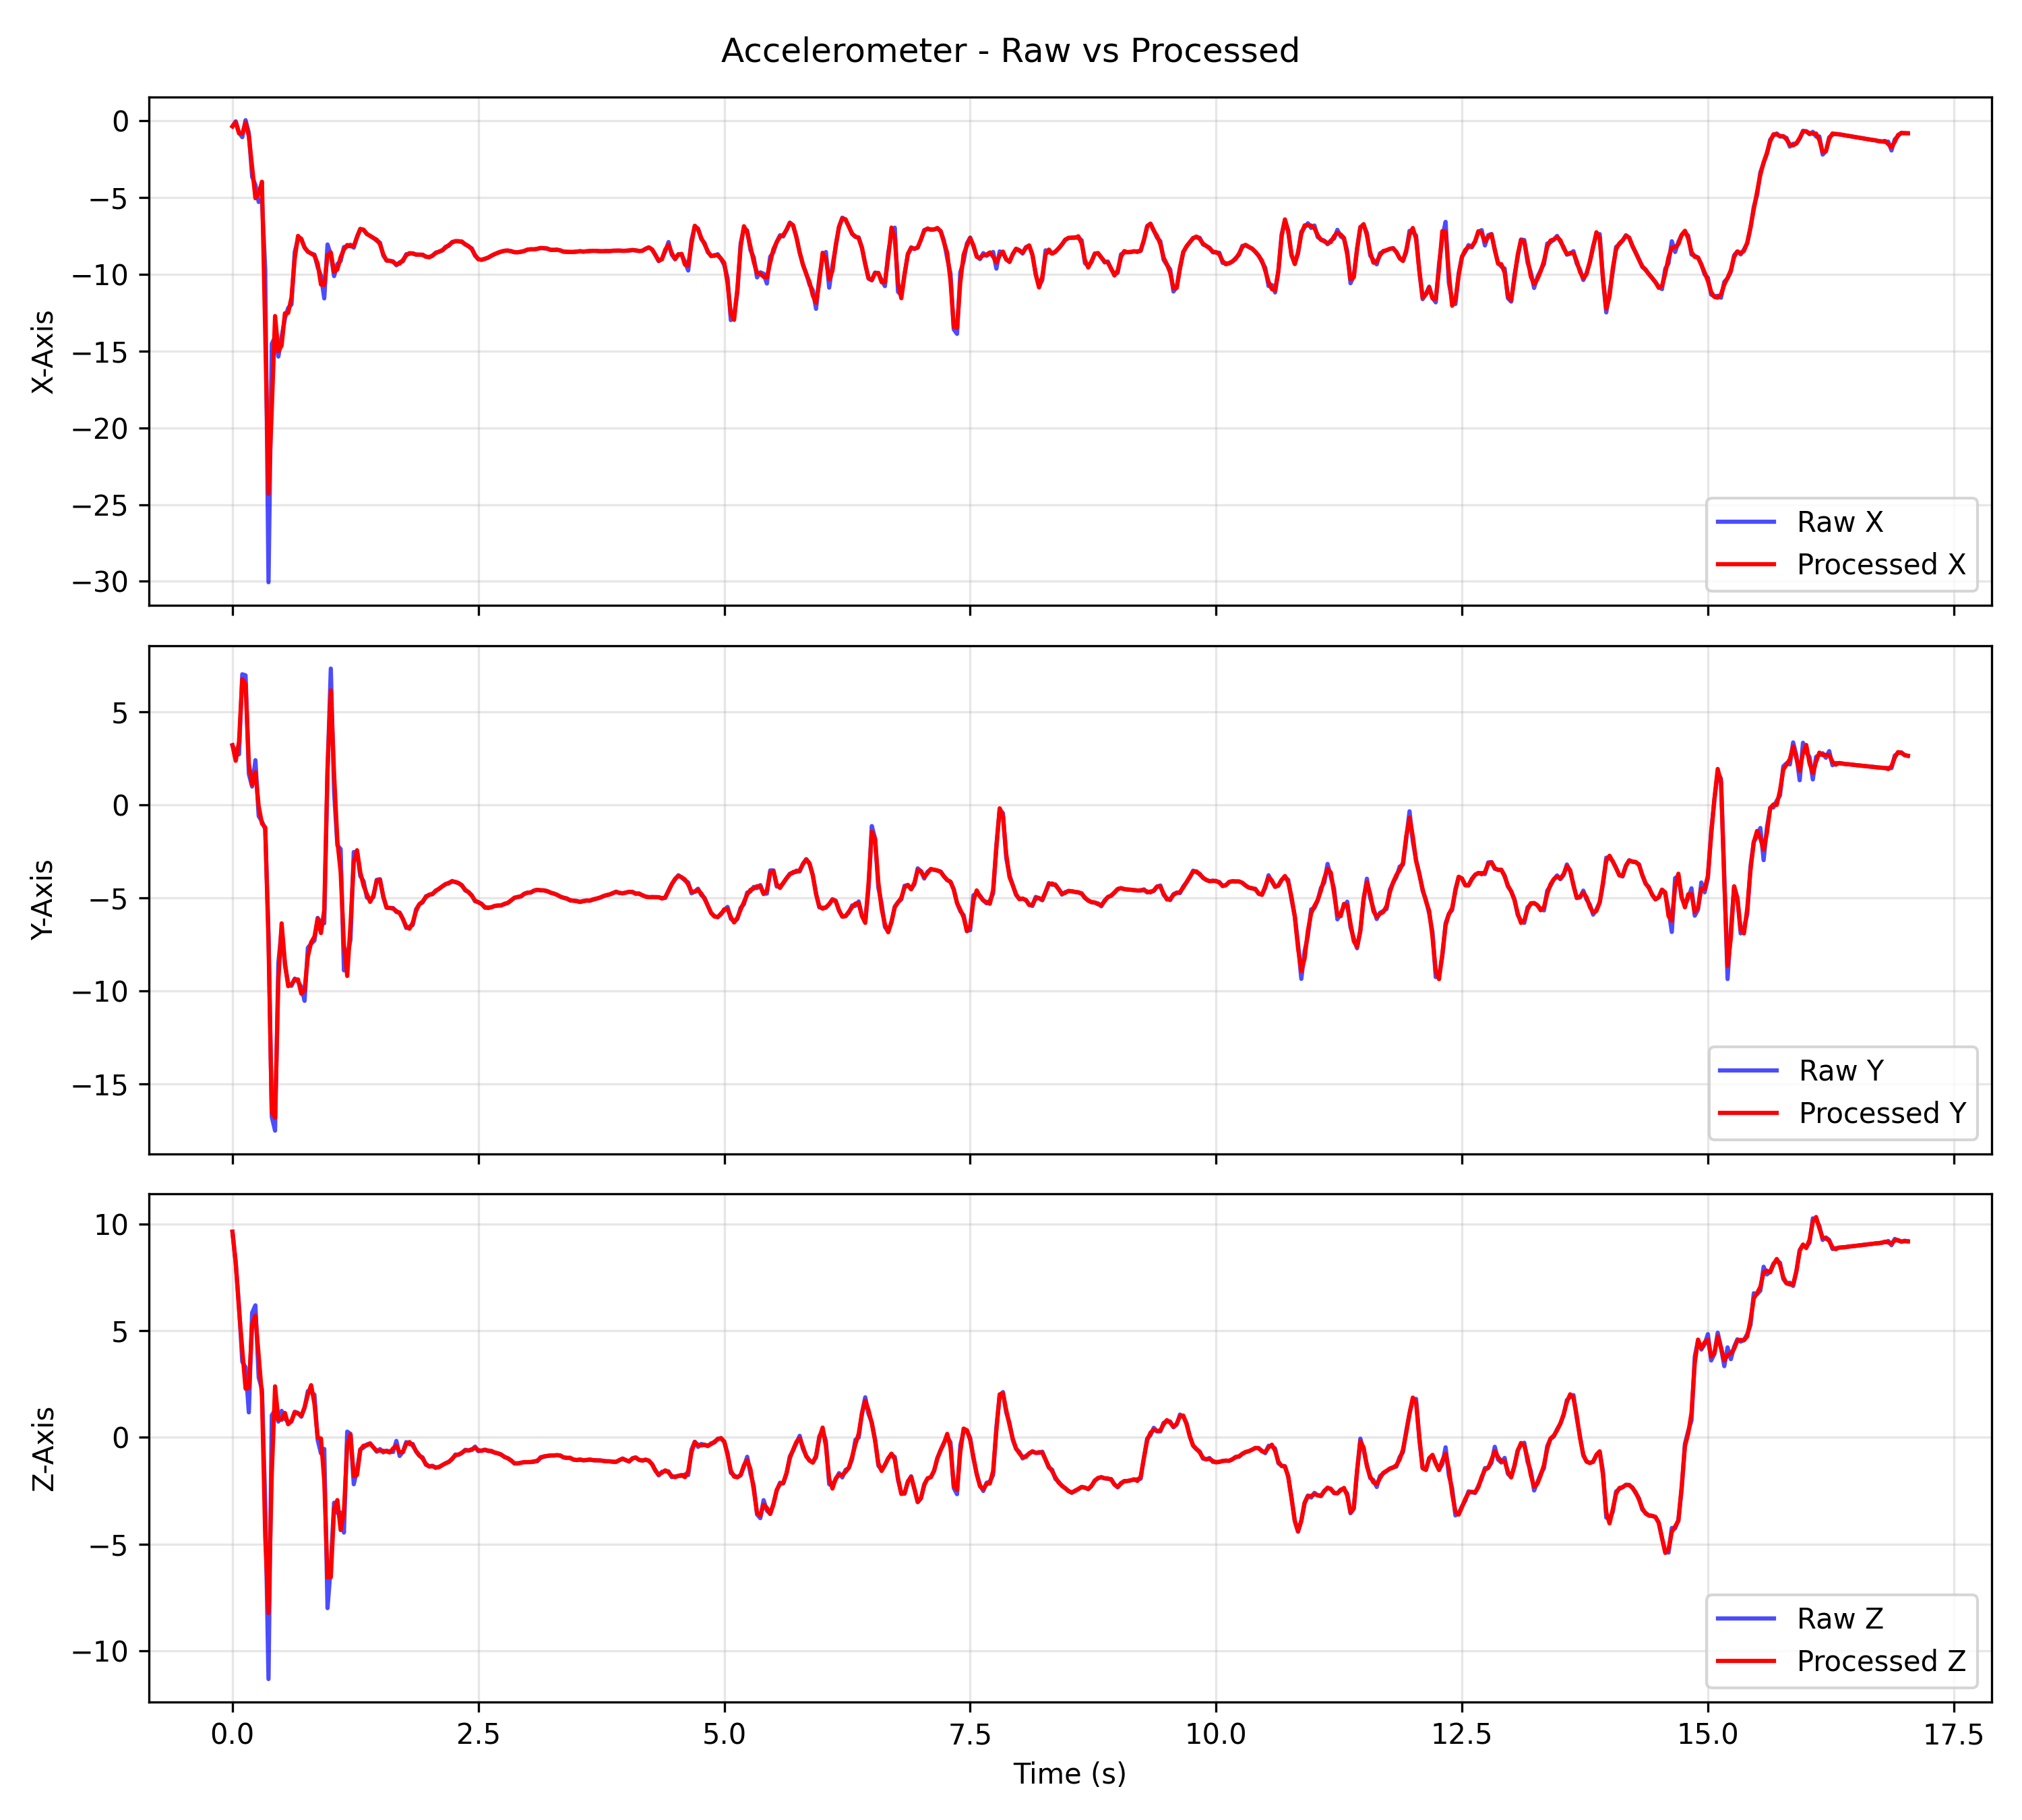 Accelerometer - Raw vs Processed
0
−5
−10
−15
−20
−25
−30
X-Axis
Raw X
Processed X
5
0
−5
−10
−15
Y-Axis
Raw Y
Processed Y
10
5
0
−5
−10
Z-Axis
Raw Z
Processed Z
0.0 2.5 5.0 7.5 10.0 12.5 15.0 17.5
Time (s)